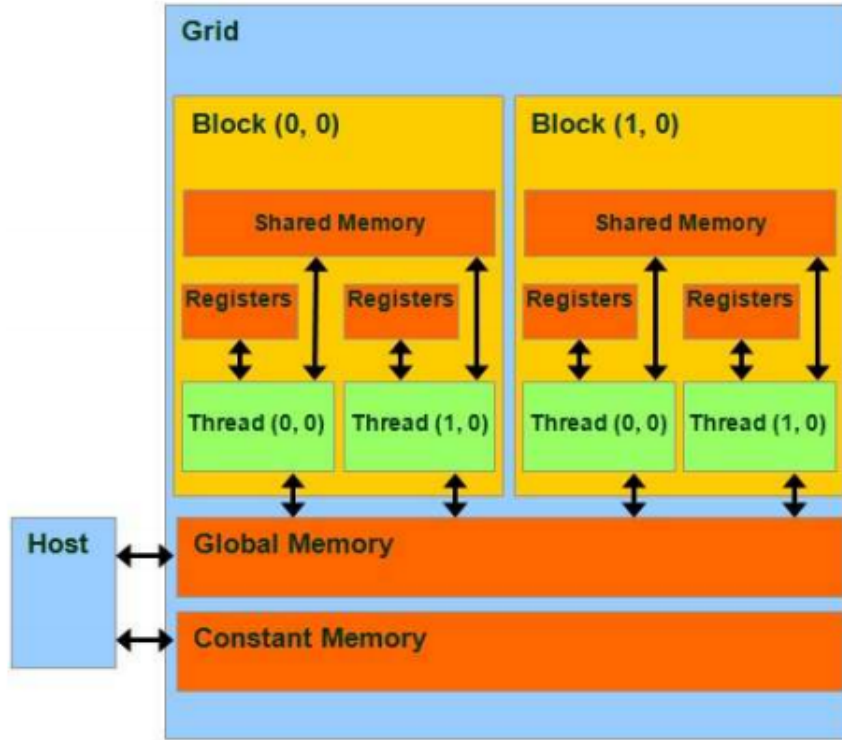 Grid
Block (0, 0)
Block (1, 0)
Shared Memory
Shared Memory
Registers
Registers
Registers
Registers
Thread (0, 0)
Thread (1, 0)
Thread (0, 0)
Thread (1, 0)
Host
Global Memory
Constant Memory